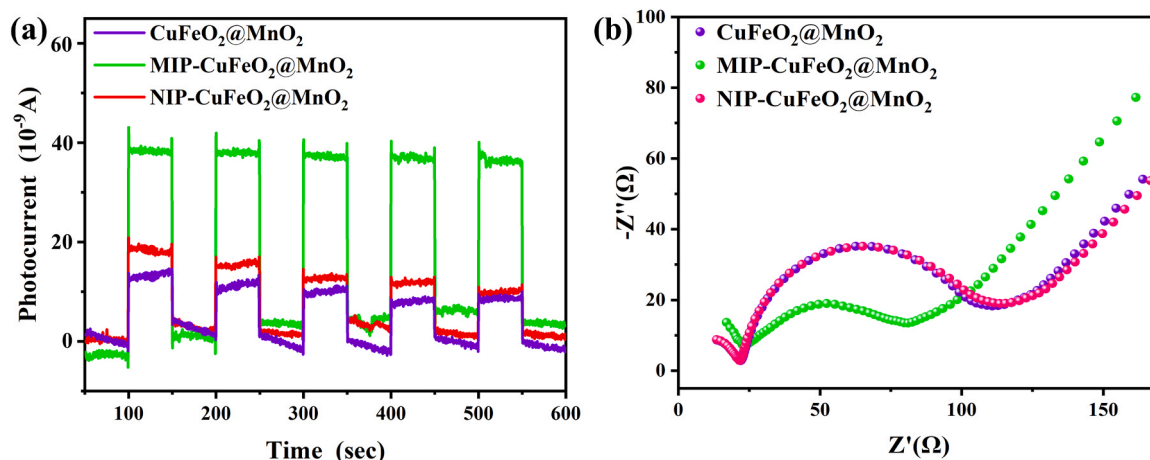 (a)
CuFeO₂@MnO₂
MIP-CuFeO₂@MnO₂
NIP-CuFeO₂@MnO₂
Photocurrent (10⁻⁹A)
60
40
20
0
100
200
300
400
500
600
Time (sec)
(b)
CuFeO₂@MnO₂
MIP-CuFeO₂@MnO₂
NIP-CuFeO₂@MnO₂
-Z''(Ω)
100
80
60
40
20
0
0
50
100
150
Z'(Ω)